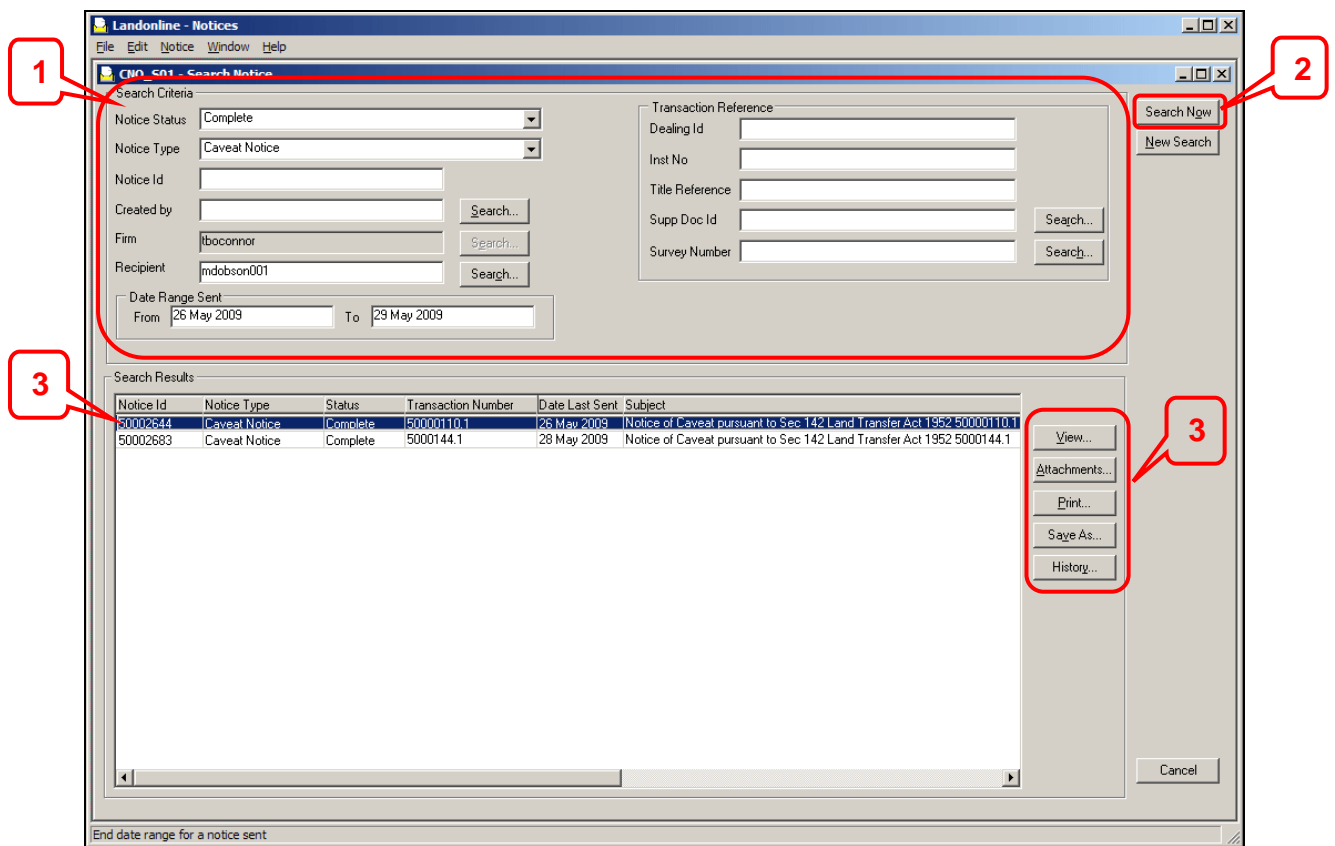 Landonline - Notices
File Edit Notice Window Help
1
CNO_S01 - Search Notice
2
Search Criteria
Notice Status Complete
Notice Type Caveat Notice
Notice Id
Created by Search...
Firm tboconnor Search...
Recipient mdobson001 Search...
Date Range Sent
From 26 May 2009 To 29 May 2009
Transaction Reference
Dealing Id
Inst No
Title Reference
Supp Doc Id Search...
Survey Number Search...
Search Now
New Search
3
Search Results
Notice Id Notice Type Status Transaction Number Date Last Sent Subject
50002644 Caveat Notice Complete 50000110.1 26 May 2009 Notice of Caveat pursuant to Sec 142 Land Transfer Act 1952 50000110.1
50002683 Caveat Notice Complete 5000144.1 28 May 2009 Notice of Caveat pursuant to Sec 142 Land Transfer Act 1952 5000144.1
View...
Attachments...
Print...
Save As...
History...
3
Cancel
End date range for a notice sent